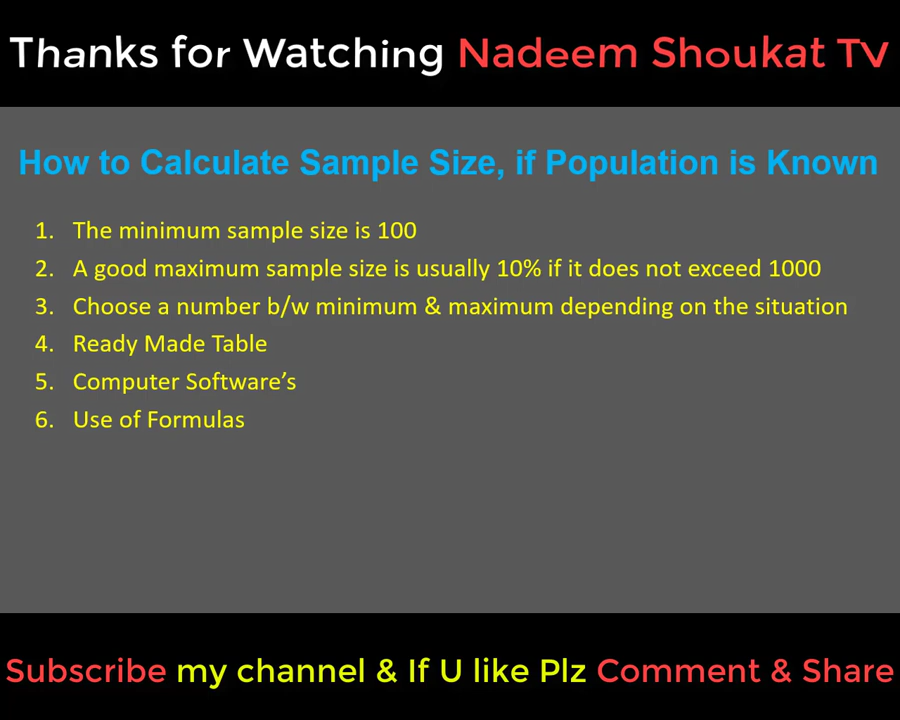 Thanks for Watching Nadeem Shoukat TV
How to Calculate Sample Size, if Population is Known
1. The minimum sample size is 100
2. A good maximum sample size is usually 10% if it does not exceed 1000
3. Choose a number b/w minimum & maximum depending on the situation
4. Ready Made Table
5. Computer Software’s
6. Use of Formulas
Subscribe my channel & If U like Plz Comment & Share